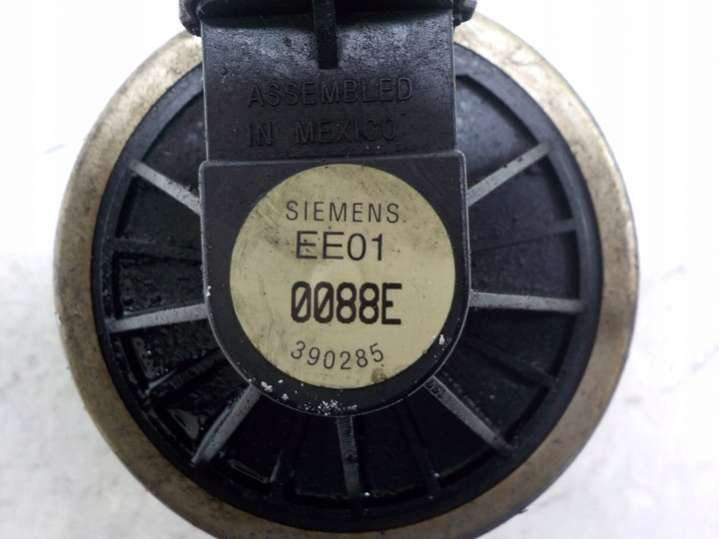 ASSEMBLED
IN MEXICO
SIEMENS
EE01
0088E
390285